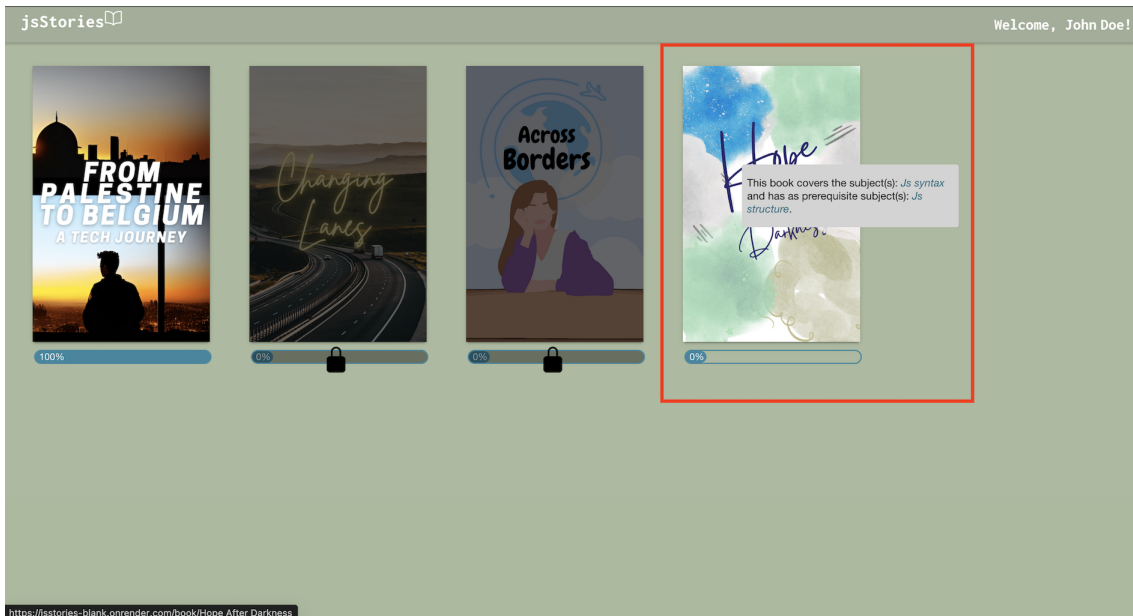 jsStories
Welcome, John Doe!
FROM
PALESTINE
TO BELGIUM
A TECH JOURNEY
100%
Changing
Lanes
0%
Across
Borders
0%
Hope
This book covers the subject(s): Js syntax
and has as prerequisite subject(s): Js
structure.
0%
https://jsstories-blank.onrender.com/book/Hope After Darkness